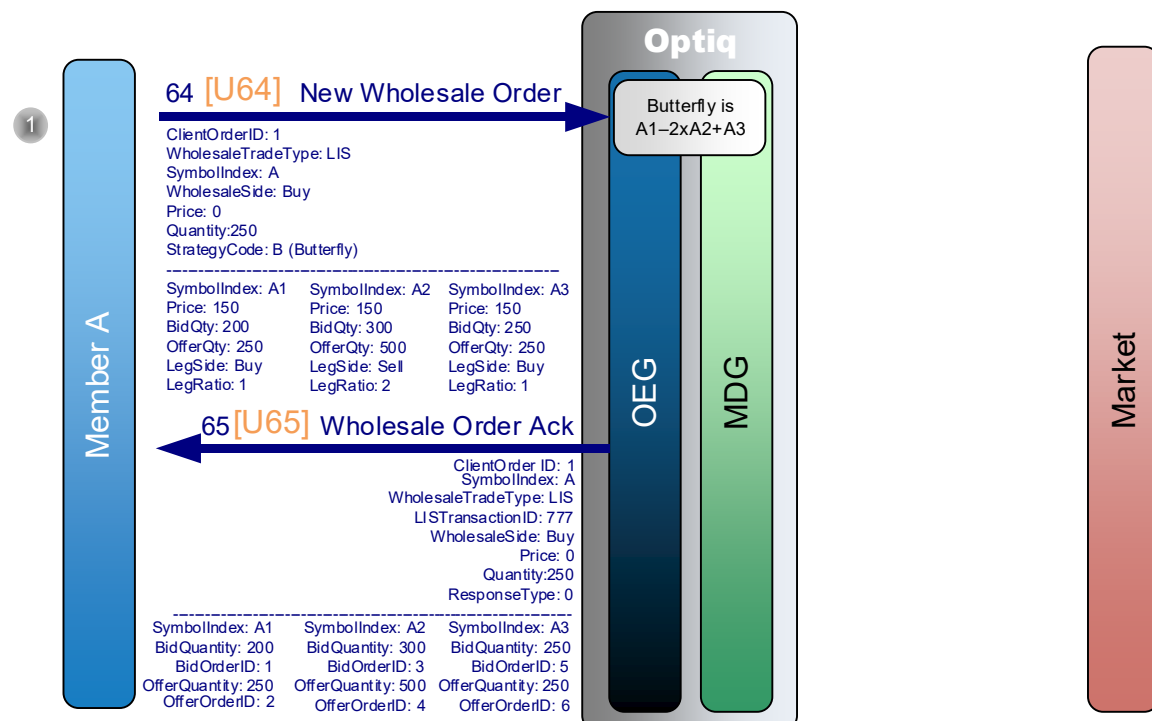 Optiq
64 [U64] New Wholesale Order
Butterfly is
A1–2xA2+A3
1
ClientOrderID: 1
WholesaleTradeType: LIS
SymbolIndex: A
WholesaleSide: Buy
Price: 0
Quantity:250
StrategyCode: B (Butterfly)
--------------------------------------------------------------
SymbolIndex: A1 SymbolIndex: A2 SymbolIndex: A3
Price: 150 Price: 150 Price: 150
BidQty: 200 BidQty: 300 BidQty: 250
OfferQty: 250 OfferQty: 500 OfferQty: 250
LegSide: Buy LegSide: Sell LegSide: Buy
LegRatio: 1 LegRatio: 2 LegRatio: 1
Member A
OEG
MDG
Market
65 [U65] Wholesale Order Ack
ClientOrder ID: 1
SymbolIndex: A
WholesaleTradeType: LIS
LISTransactionID: 777
WholesaleSide: Buy
Price: 0
Quantity:250
ResponseType: 0
--------------------------------------------------------------
SymbolIndex: A1 SymbolIndex: A2 SymbolIndex: A3
BidQuantity: 200 BidQuantity: 300 BidQuantity: 250
BidOrderID: 1 BidOrderID: 3 BidOrderID: 5
OfferQuantity: 250 OfferQuantity: 500 OfferQuantity: 250
OfferOrderID: 2 OfferOrderID: 4 OfferOrderID: 6